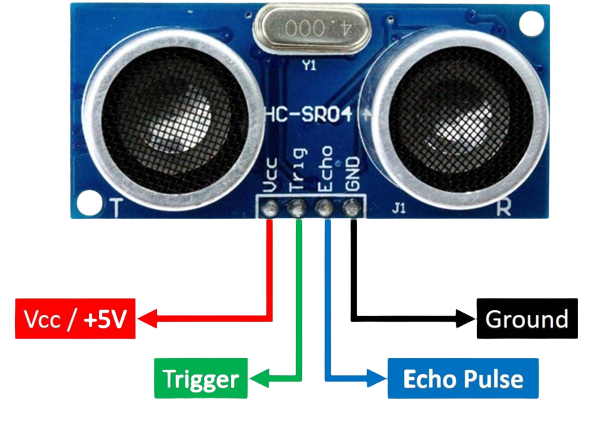 4.000
Y1
HC-SR04
Vcc
Trig
Echo
GND
T
J1
R
Vcc / +5V
Ground
Trigger
Echo Pulse